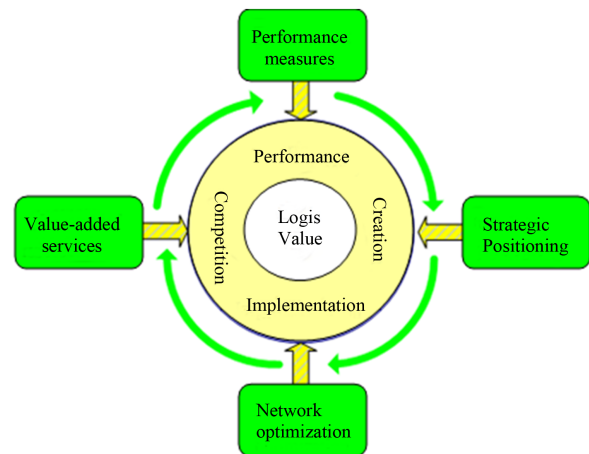 Performance
measures
Performance
Value-added
services
Competition
Logis
Value
Creation
Strategic
Positioning
Implementation
Network
optimization